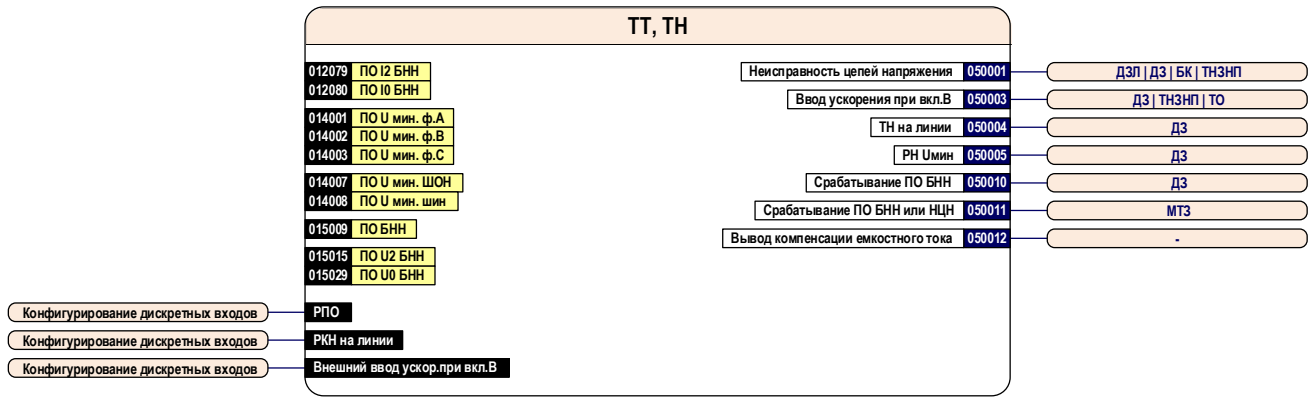 ТТ, ТН
012079 ПО I2 БНН
012080 ПО I0 БНН
014001 ПО U мин. ф.А
014002 ПО U мин. ф.В
014003 ПО U мин. ф.С
014007 ПО U мин. ШОН
014008 ПО U мин. шин
015009 ПО БНН
015015 ПО U2 БНН
015029 ПО U0 БНН
Конфигурирование дискретных входов РПО
Конфигурирование дискретных входов РКН на линии
Конфигурирование дискретных входов Внешний ввод ускор.при вкл.В
Неисправность цепей напряжения 050001 ДЗЛ | ДЗ | БК | ТНЗНП
Ввод ускорения при вкл.В 050003 ДЗ | ТНЗНП | ТО
ТН на линии 050004 ДЗ
РН Uмин 050005 ДЗ
Срабатывание ПО БНН 050010 ДЗ
Срабатывание ПО БНН или НЦН 050011 МТЗ
Вывод компенсации емкостного тока 050012 -